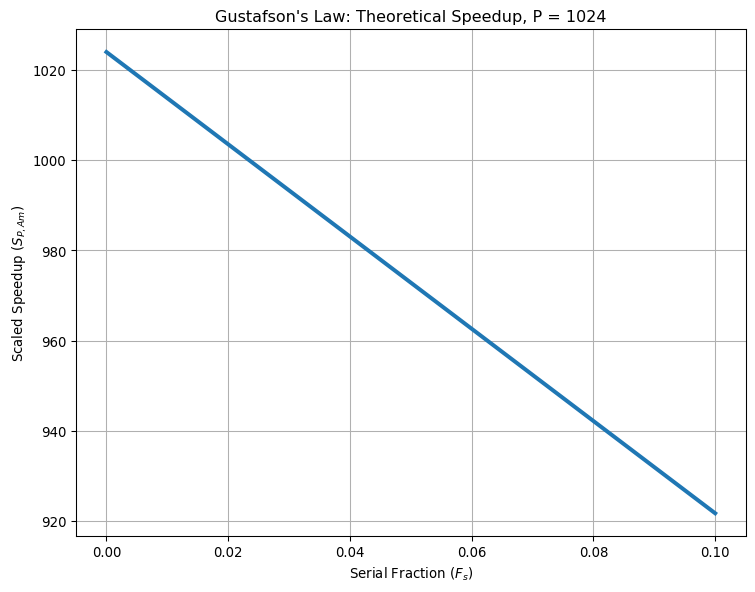 Gustafson's Law: Theoretical Speedup, P = 1024
Scaled Speedup (S_{P,Am})
1020
1000
980
960
940
920
0.00 0.02 0.04 0.06 0.08 0.10
Serial Fraction (F_s)